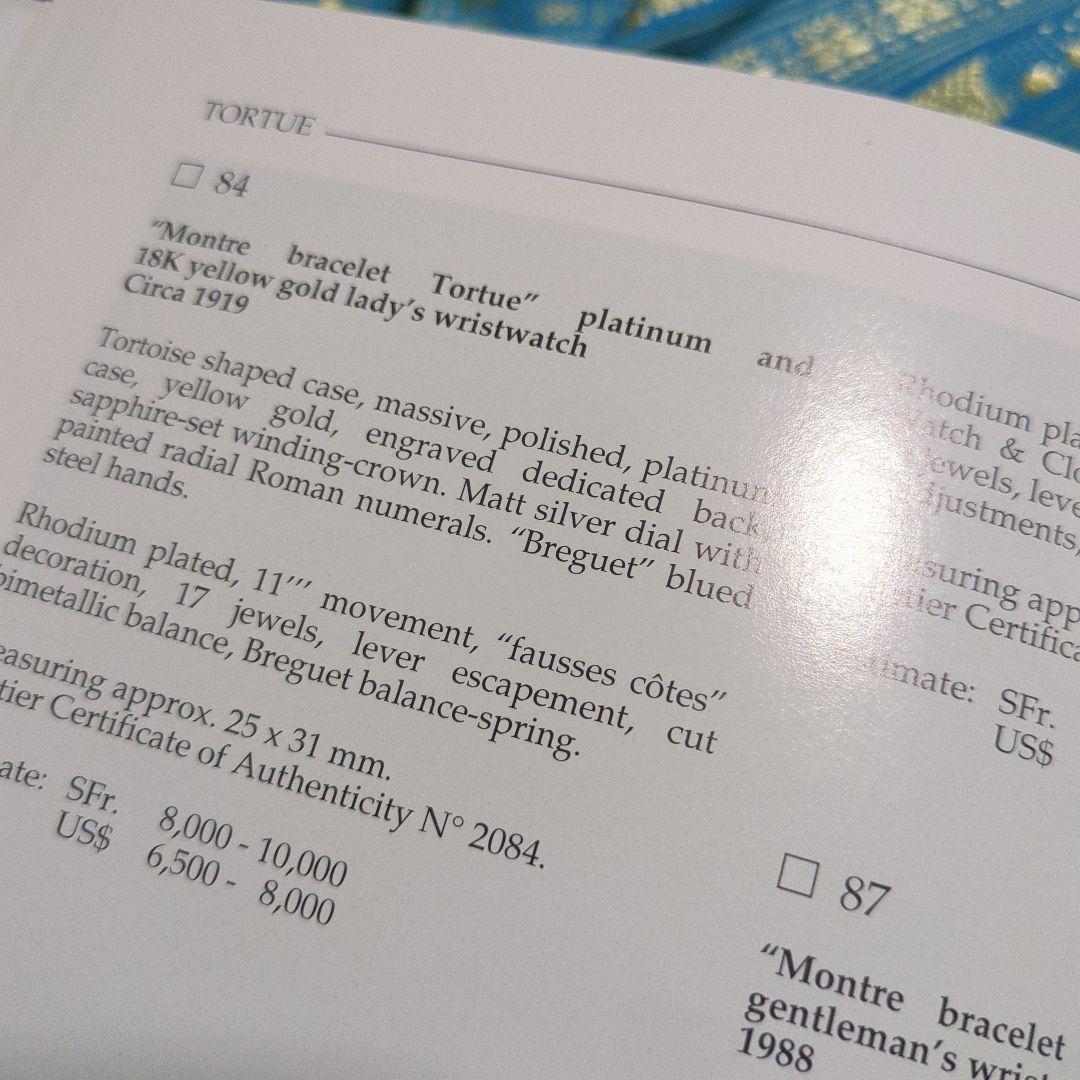 TORTUE
84
"Montre bracelet Tortue" platinum and
18K yellow gold lady's wristwatch
Circa 1919
Tortoise shaped case, massive, polished, platinum
case, yellow gold, engraved dedicated back,
sapphire-set winding-crown. Matt silver dial with
painted radial Roman numerals. "Breguet" blued
steel hands.
Rhodium plated, 11''' movement, "fausses côtes"
decoration, 17 jewels, lever escapement, cut
bimetallic balance, Breguet balance-spring.
easuring approx. 25 x 31 mm.
tier Certificate of Authenticity N° 2084.
ate: SFr. 8,000 - 10,000
US$ 6,500 - 8,000
Rhodium pla
Watch & Clo
jewels, leve
djustments,
suring app
tier Certifica
Estimate: SFr.
US$
87
"Montre bracelet
gentleman's wrist
1988